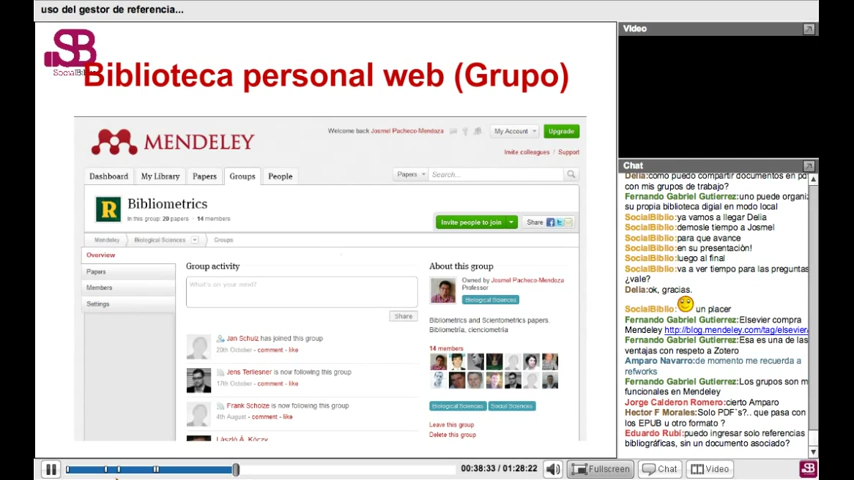 uso del gestor de referencia...
SB
SocialBiblio
Biblioteca personal web (Grupo)
MENDELEY
Welcome back Josmel Pacheco-Mendoza
My Account
Upgrade
Invite colleagues
Support
Dashboard
My Library
Papers
Groups
People
Papers
Search...
R
Bibliometrics
In this group: 20 papers - 14 members
Invite people to join
Share
Mendeley
Biological Sciences
Groups
Overview
Papers
Members
Settings
Group activity
What's on your mind?
Share
Jan Schulz has joined this group
20th October - comment - like
Jens Terliesner is now following this group
17th October - comment - like
Frank Scholze is now following this group
4th August - comment - like
László Á. Kóczy
About this group
Owned by Josmel Pacheco-Mendoza
Professor
Biological Sciences
Bibliometrics and Scientometrics papers.
Bibliometría, cienciometría
14 members
Biological Sciences
Social Sciences
Leave this group
Delete this group
Video
Chat
Delia:como puedo compartir documentos en pd
con mis grupos de trabajo?
Fernando Gabriel Gutierrez:uno puede organiz
su propia biblioteca digial en modo local
SocialBiblio:ya vamos a llegar Delia
SocialBiblio:demosle tiempo a Josmel
SocialBiblio:para que avance
SocialBiblio:en su presentación!
SocialBiblio:luego al final
SocialBiblio:va a ver tiempo para las preguntas
¿vale?
Delia:ok, gracias.
SocialBiblio: un placer
Fernando Gabriel Gutierrez:Elsevier compra
Mendeley http://blog.mendeley.com/tag/elsevier/
Fernando Gabriel Gutierrez:Esa es una de las
ventajas con respeto a Zotero
Amparo Navarro:de momento me recuerda a
refworks
Fernando Gabriel Gutierrez:Los grupos son m
funcionales en Mendeley
Jorge Calderon Romero:cierto Amparo
Hector F Morales:Solo PDF´s?.. que pasa con
los EPUB u otro formato ?
Eduardo Rubi:puedo ingresar solo referencias
bibliográficas, sin un documento asociado?
00:38:33 / 01:28:22
Fullscreen
Chat
Video
SB